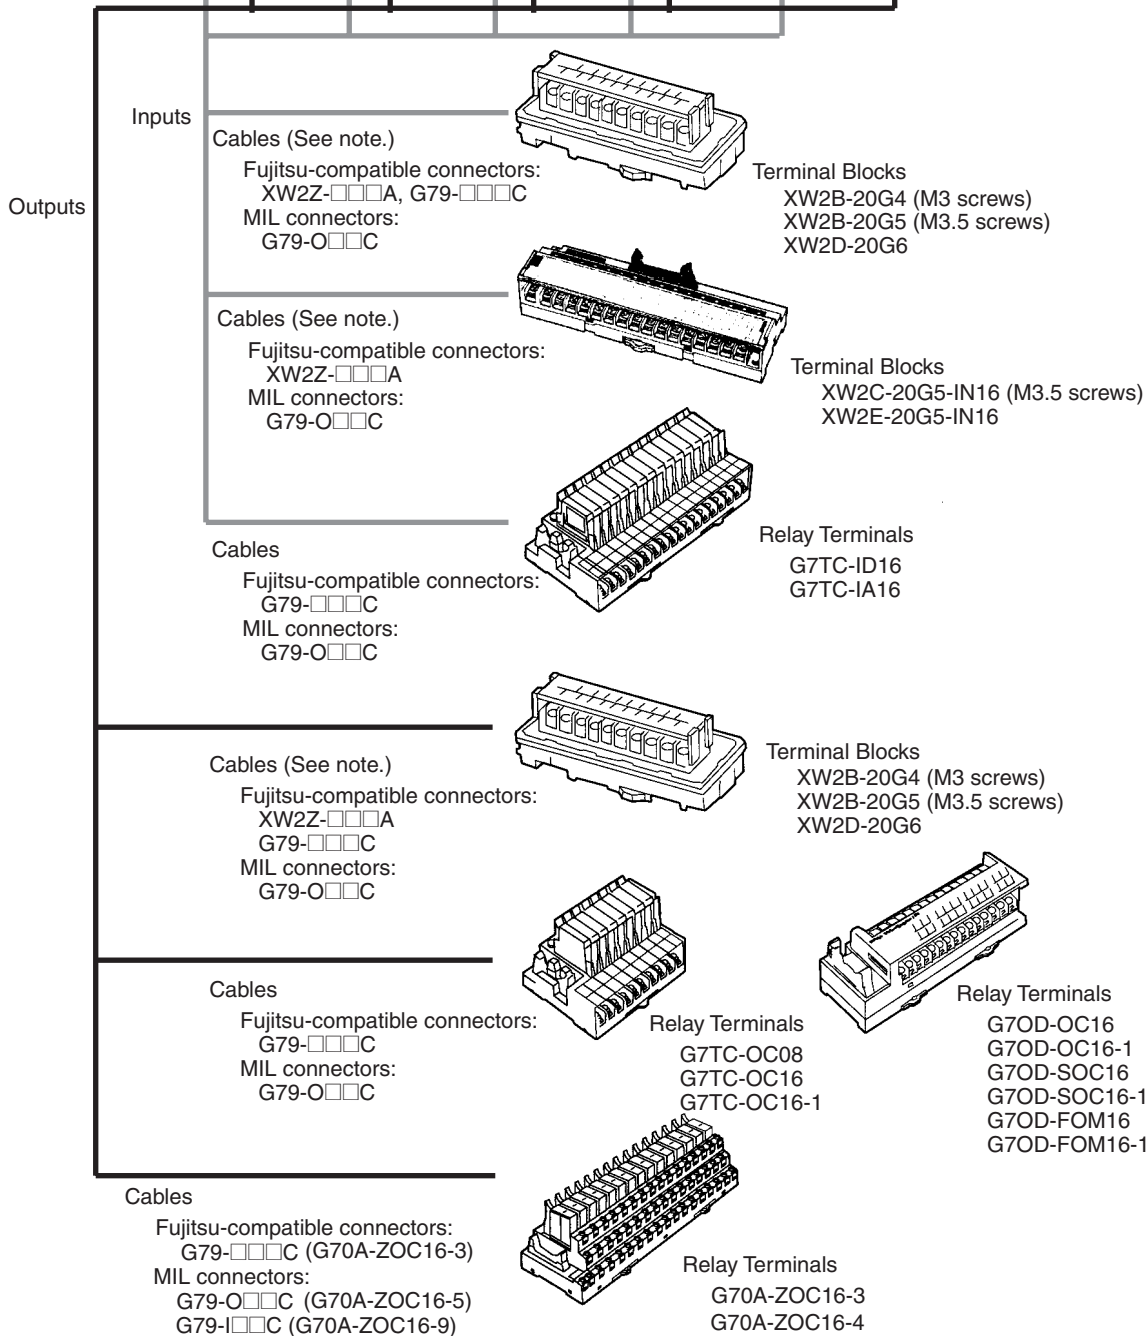 Inputs
Outputs
Cables (See note.)
Fujitsu-compatible connectors:
XW2Z-□□□A, G79-□□□C
MIL connectors:
G79-O□□C
Terminal Blocks
XW2B-20G4 (M3 screws)
XW2B-20G5 (M3.5 screws)
XW2D-20G6
Cables (See note.)
Fujitsu-compatible connectors:
XW2Z-□□□A
MIL connectors:
G79-O□□C
Terminal Blocks
XW2C-20G5-IN16 (M3.5 screws)
XW2E-20G5-IN16
Cables
Fujitsu-compatible connectors:
G79-□□□C
MIL connectors:
G79-O□□C
Relay Terminals
G7TC-ID16
G7TC-IA16
Cables (See note.)
Fujitsu-compatible connectors:
XW2Z-□□□A
G79-□□□C
MIL connectors:
G79-O□□C
Terminal Blocks
XW2B-20G4 (M3 screws)
XW2B-20G5 (M3.5 screws)
XW2D-20G6
Cables
Fujitsu-compatible connectors:
G79-□□□C
MIL connectors:
G79-O□□C
Relay Terminals
G7TC-OC08
G7TC-OC16
G7TC-OC16-1
Relay Terminals
G7OD-OC16
G7OD-OC16-1
G7OD-SOC16
G7OD-SOC16-1
G7OD-FOM16
G7OD-FOM16-1
Cables
Fujitsu-compatible connectors:
G79-□□□C (G70A-ZOC16-3)
MIL connectors:
G79-O□□C (G70A-ZOC16-5)
G79-I□□C (G70A-ZOC16-9)
Relay Terminals
G70A-ZOC16-3
G70A-ZOC16-4